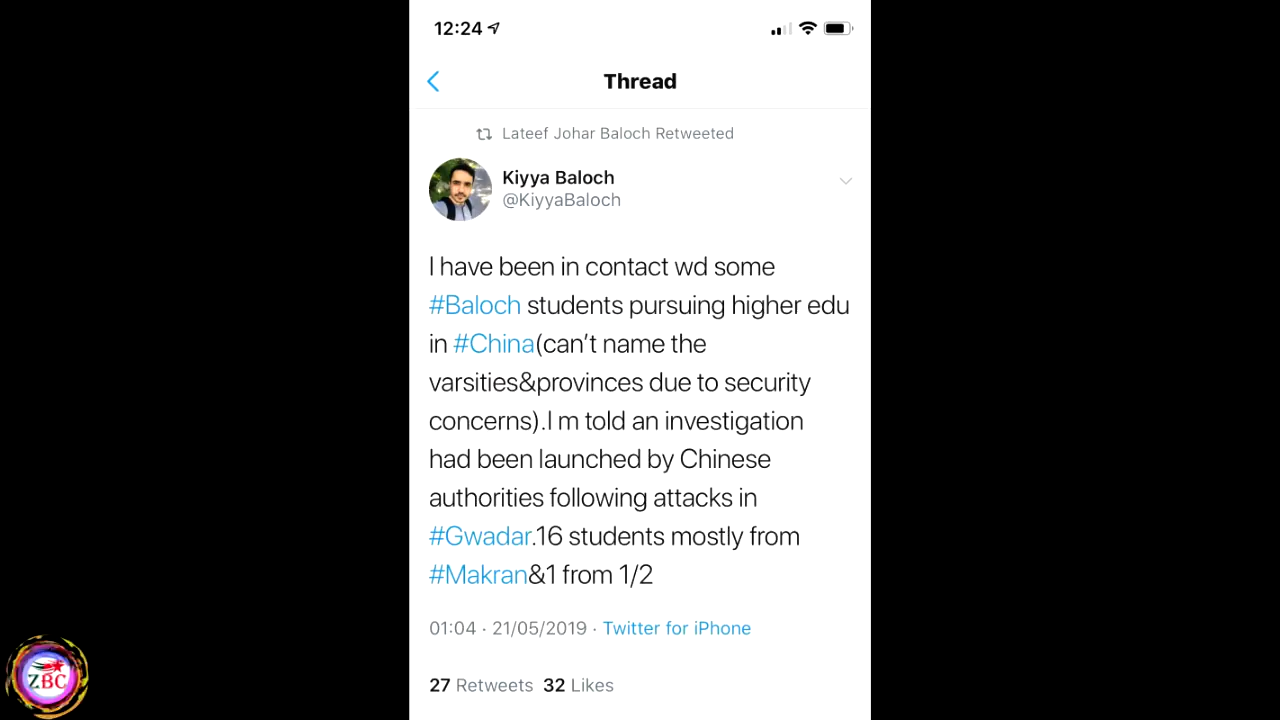 12:24
Thread
Lateef Johar Baloch Retweeted
Kiyya Baloch
@KiyyaBaloch
I have been in contact wd some
#Baloch students pursuing higher edu
in #China(can't name the
varsities&provinces due to security
concerns).I m told an investigation
had been launched by Chinese
authorities following attacks in
#Gwadar.16 students mostly from
#Makran&1 from 1/2
01:04 · 21/05/2019 · Twitter for iPhone
27 Retweets 32 Likes
ZBC